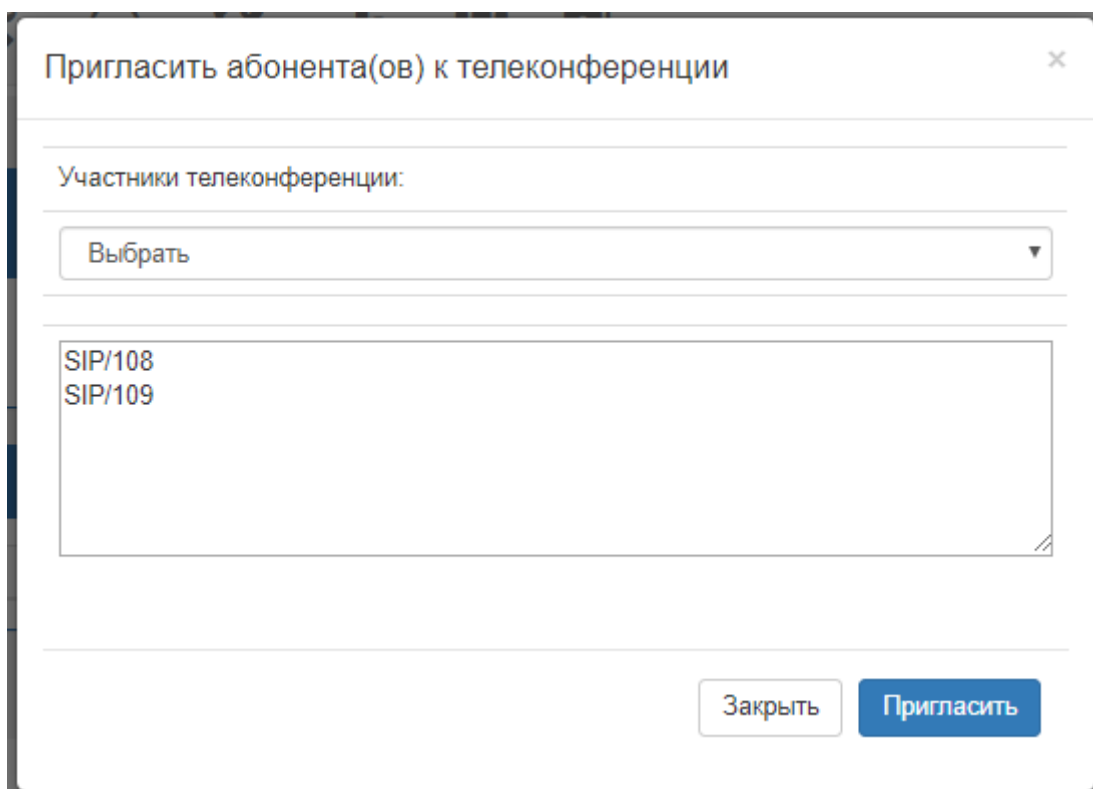 Пригласить абонента(ов) к телеконференции
×
Участники телеконференции:
Выбрать
SIP/108
SIP/109
Закрыть
Пригласить